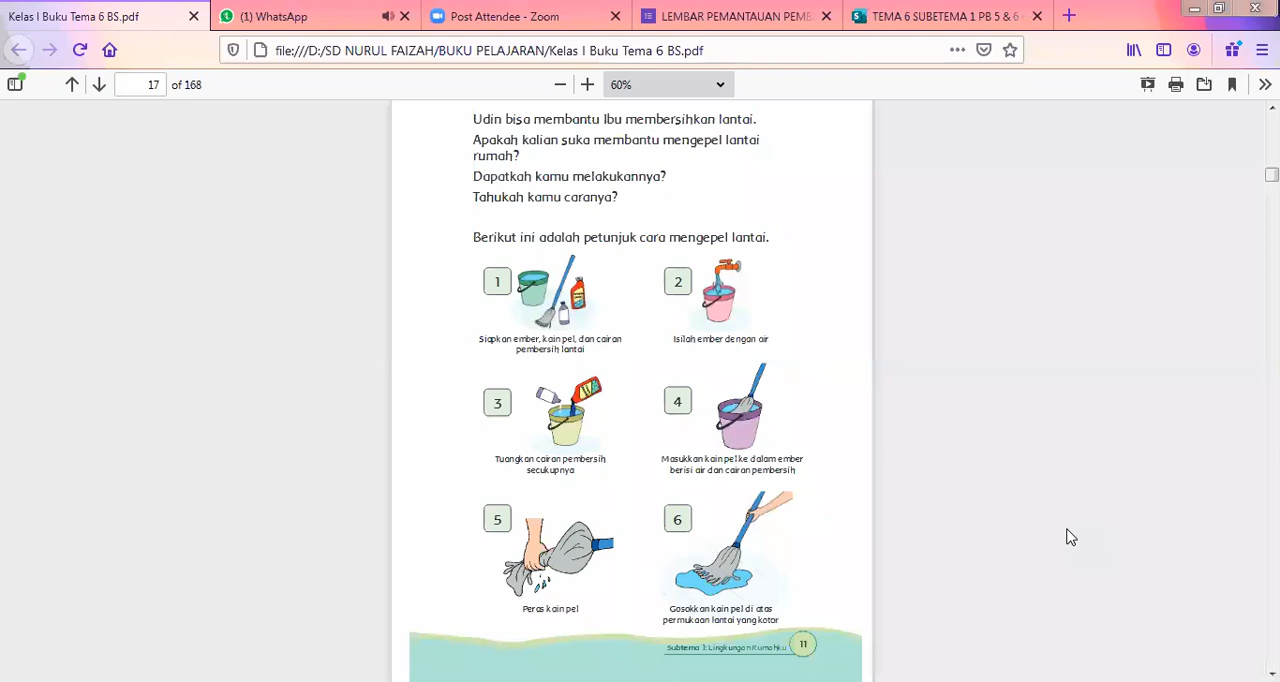 Kelas I Buku Tema 6 BS.pdf
(1) WhatsApp
Post Attendee - Zoom
LEMBAR PEMANTAUAN PEMB
TEMA 6 SUBETEMA 1 PB 5 & 6
file:///D:/SD NURUL FAIZAH/BUKU PELAJARAN/Kelas I Buku Tema 6 BS.pdf
17 of 168
60%
Udin bisa membantu Ibu membersihkan lantai.
Apakah kalian suka membantu mengepel lantai
rumah?
Dapatkah kamu melakukannya?
Tahukah kamu caranya?
Berikut ini adalah petunjuk cara mengepel lantai.
1
Siapkan ember, kain pel, dan cairan
pembersih lantai
2
Isilah ember dengan air
3
Tuangkan cairan pembersih
secukupnya
4
Masukkan kain pel ke dalam ember
berisi air dan cairan pembersih
5
Peras kain pel
6
Gosokkan kain pel di atas
permukaan lantai yang kotor
Subtema 1: Lingkungan Rumahku
11